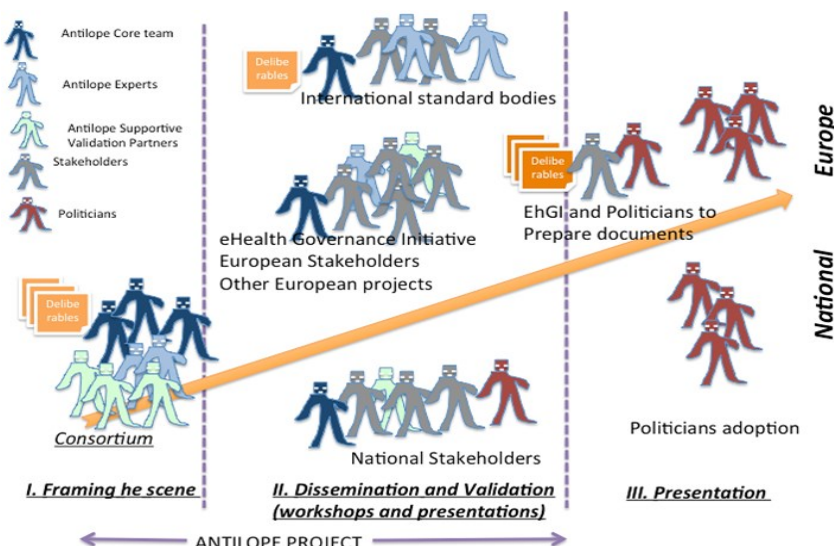 Antilope Core team
Antilope Experts
Antilope Supportive
Validation Partners
Stakeholders
Politicians
Delibe
rables
International standard bodies
Delibe
rables
EhGI and Politicians to
Prepare documents
Europe
National
eHealth Governance Initiative
European Stakeholders
Other European projects
Delibe
rables
Consortium
National Stakeholders
Politicians adoption
I. Framing he scene
II. Dissemination and Validation
(workshops and presentations)
III. Presentation
ANTILOPE PROJECT